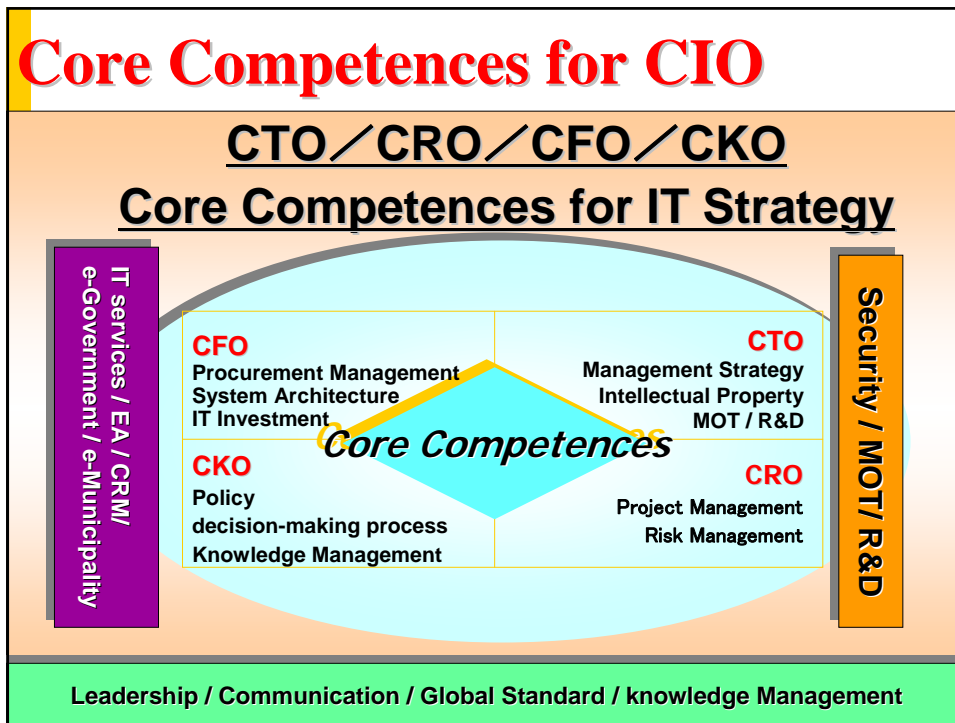 Core Competences for CIO
CTO／CRO／CFO／CKO
Core Competences for IT Strategy
IT services / EA / CRM/
e-Government / e-Municipality
CFO
Procurement Management
System Architecture
IT Investment
CTO
Management Strategy
Intellectual Property
MOT / R&D
Core Competences
CKO
Policy
decision-making process
Knowledge Management
CRO
Project Management
Risk Management
Security / MOT/ R&D
Leadership / Communication / Global Standard / knowledge Management